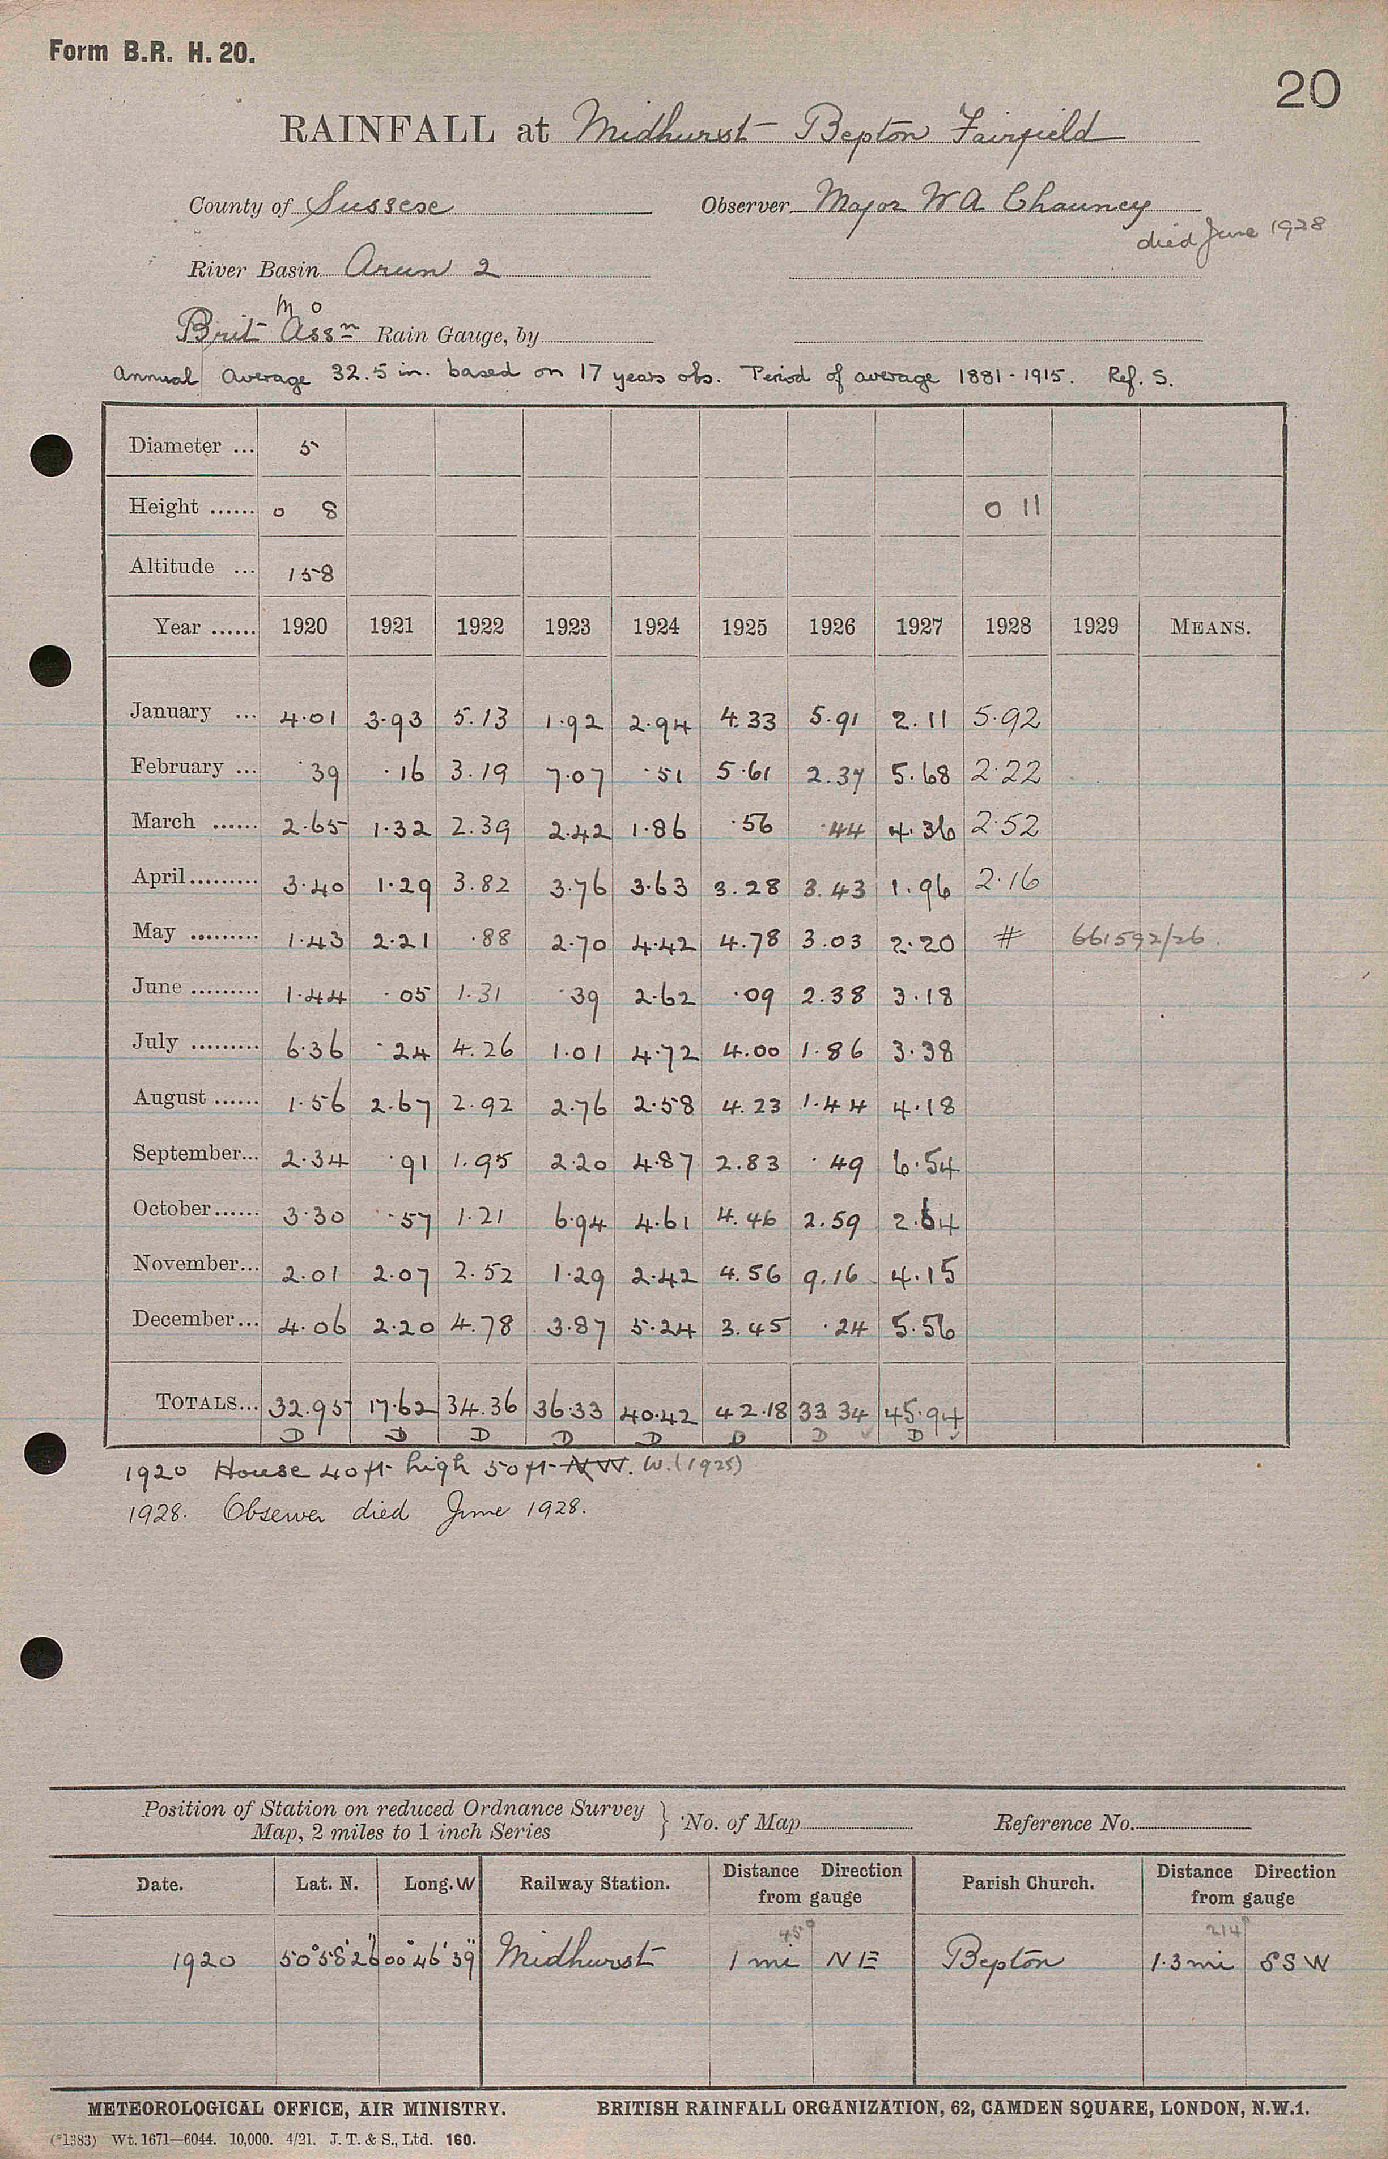 Form B.R. H. 20.
20
RAINFALL at Midhurst Bepton Fairfield
County of Sussex Observer Major W A Chauncy
died June 1928
River Basin Arun 2
M O
Brit Assn Rain Gauge, by
Annual Average 32.5 in. based on 17 years obs. Period of average 1881-1915. Ref. S.
Diameter ... 5
Height ...... 0 8 0 11
Altitude ... 158
Year ...... 1920 1921 1922 1923 1924 1925 1926 1927 1928 1929 MEANS.
January ... 4.01 3.93 5.13 1.92 2.94 4.33 5.91 2.11 5.92
February ... .39 .16 3.19 7.07 .51 5.61 2.37 5.68 2.22
March ...... 2.65 1.32 2.39 2.42 1.86 .56 .44 4.36 2.52
April ......... 3.40 1.29 3.82 3.76 3.63 3.28 3.43 1.96 2.16
May ......... 1.43 2.21 .88 2.70 4.42 4.78 3.03 2.20 # 661592/26.
June ......... 1.44 .05 1.31 .39 2.62 .09 2.38 3.18
July ......... 6.36 .24 4.26 1.01 4.72 4.00 1.86 3.38
August ...... 1.56 2.67 2.92 2.76 2.58 4.23 1.44 4.18
September... 2.34 .91 1.95 2.20 4.87 2.83 .49 6.54
October...... 3.30 .57 1.21 6.94 4.61 4.46 2.59 2.64
November... 2.01 2.07 2.52 1.29 2.42 4.56 9.16 4.15
December... 4.06 2.20 4.78 3.87 5.24 3.45 .24 5.56
TOTALS... 32.95 17.62 34.36 36.33 40.42 42.18 33 34 45.94
D D D D D D D ✓ D ✓
1920 House 40 ft high 50 ft NW. W. (1925)
1928. Observer died June 1928.
Position of Station on reduced Ordnance Survey
Map, 2 miles to 1 inch Series } No. of Map Reference No.
Date. Lat. N. Long. W Railway Station. Distance Direction from gauge Parish Church. Distance Direction from gauge
45° 214°
1920 50° 58' 26" 00° 46' 39" Midhurst 1 mi NE Bepton 1.3 mi SSW
METEOROLOGICAL OFFICE, AIR MINISTRY. BRITISH RAINFALL ORGANIZATION, 62, CAMDEN SQUARE, LONDON, N.W.1.
(*1383) Wt. 1671—6044. 10,000. 4/21. J. T. & S., Ltd. 160.